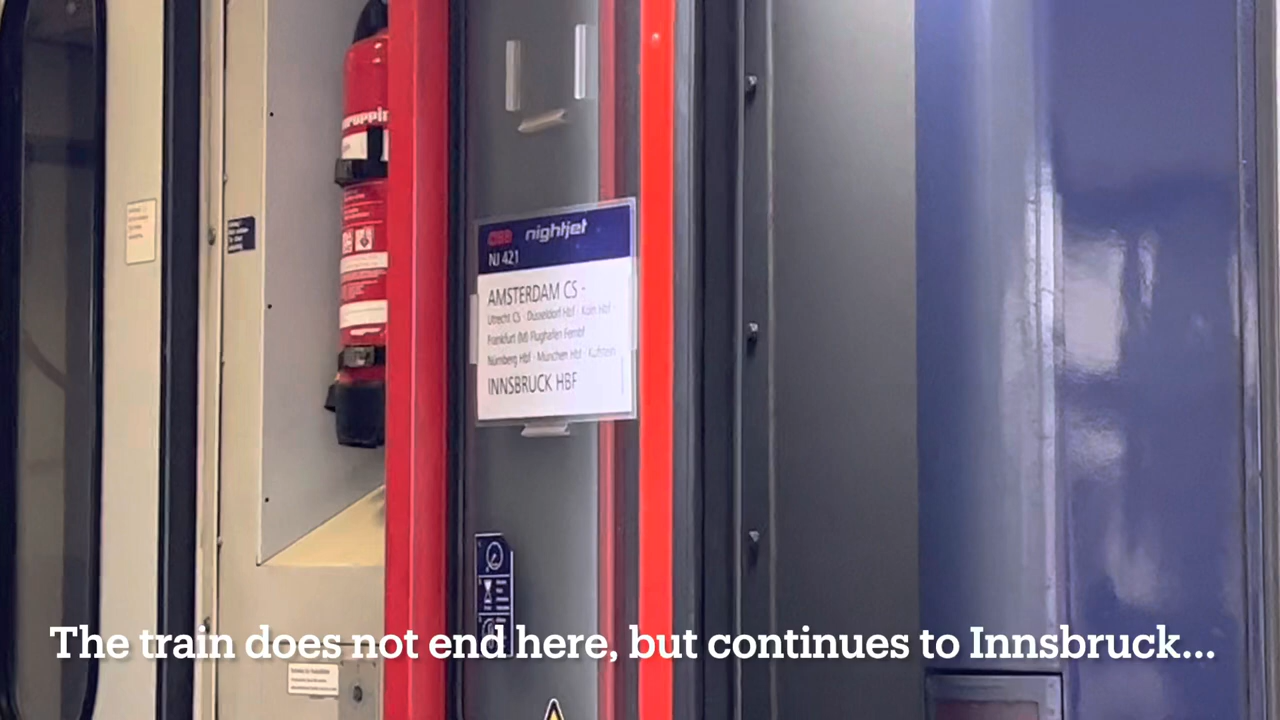 ÖBB nightjet
NJ 421
AMSTERDAM CS -
Utrecht CS · Düsseldorf Hbf · Köln Hbf ·
Frankfurt (M) Flughafen Fernbf
Nürnberg Hbf · München Hbf · Kufstein
INNSBRUCK HBF
The train does not end here, but continues to Innsbruck...